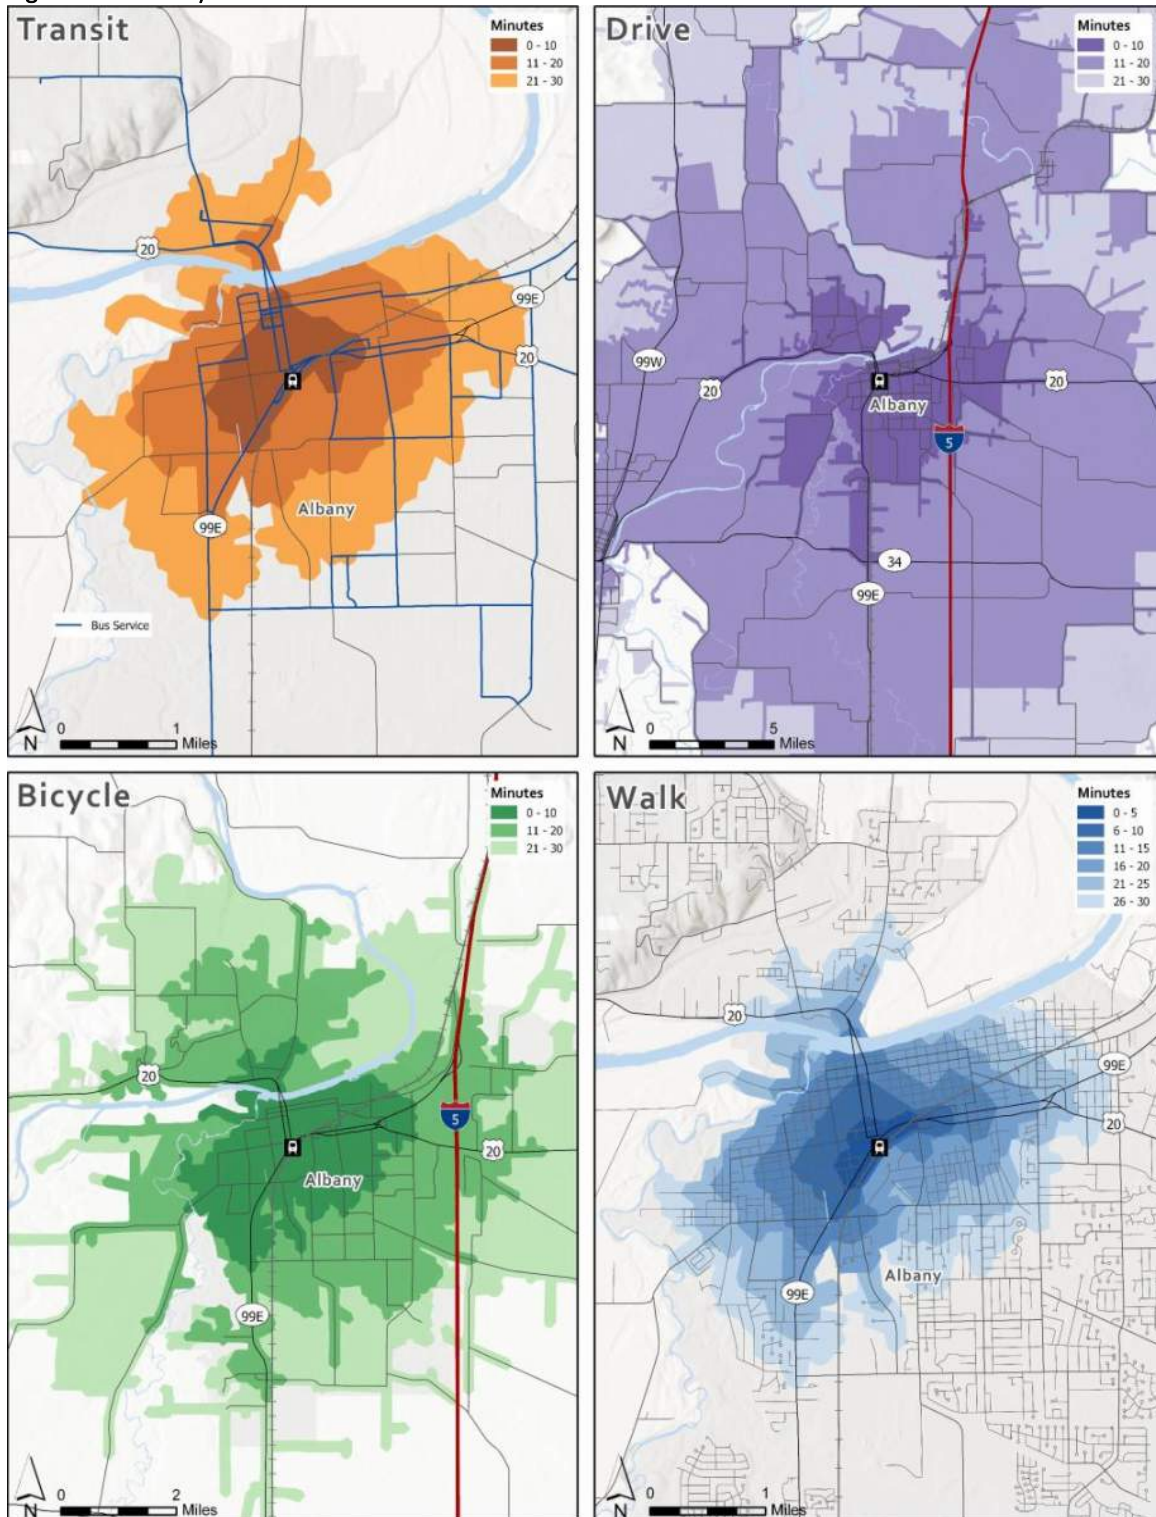 Transit
Minutes
0 - 10
11 - 20
21 - 30
20
99E
20
Albany
99E
Bus Service
N
0 1
Miles
Drive
Minutes
0 - 10
11 - 20
21 - 30
99W
20
Albany
20
5
34
99E
N
0 5
Miles
Bicycle
Minutes
0 - 10
11 - 20
21 - 30
20
5
20
Albany
99E
N
0 2
Miles
Walk
Minutes
0 - 5
6 - 10
11 - 15
16 - 20
21 - 25
26 - 30
20
99E
20
Albany
99E
N
0 1
Miles